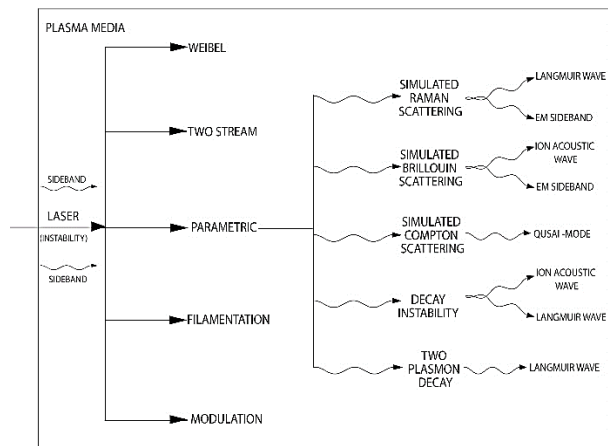 PLASMA MEDIA
WEIBEL
TWO STREAM
SIDEBAND
LASER
(INSTABILITY)
SIDEBAND
PARAMETRIC
FILAMENTATION
MODULATION
SIMULATED
RAMAN
SCATTERING
LANGMUIR WAVE
EM SIDEBAND
SIMULATED
BRILLOUIN
SCATTERING
ION ACOUSTIC
WAVE
EM SIDEBAND
SIMULATED
COMPTON
SCATTERING
QUSAI -MODE
DECAY
INSTABILITY
ION ACOUSTIC
WAVE
LANGMUIR WAVE
TWO
PLASMON
DECAY
LANGMUIR WAVE